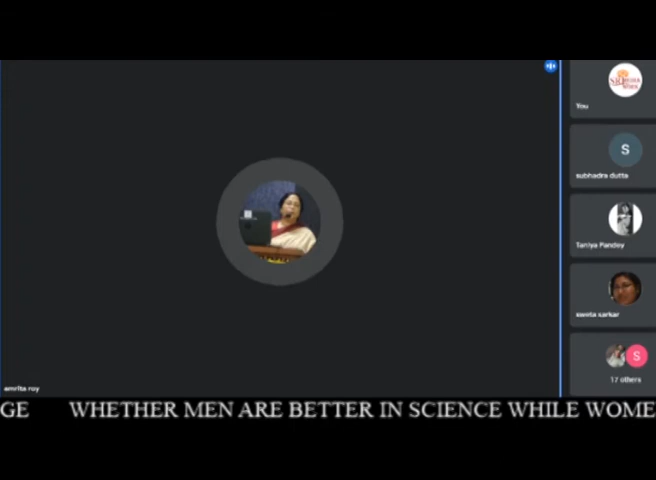 You
S
subhadra dutta
Taniya Pandey
sweta sarkar
S
17 others
amrita roy
GE WHETHER MEN ARE BETTER IN SCIENCE WHILE WOME